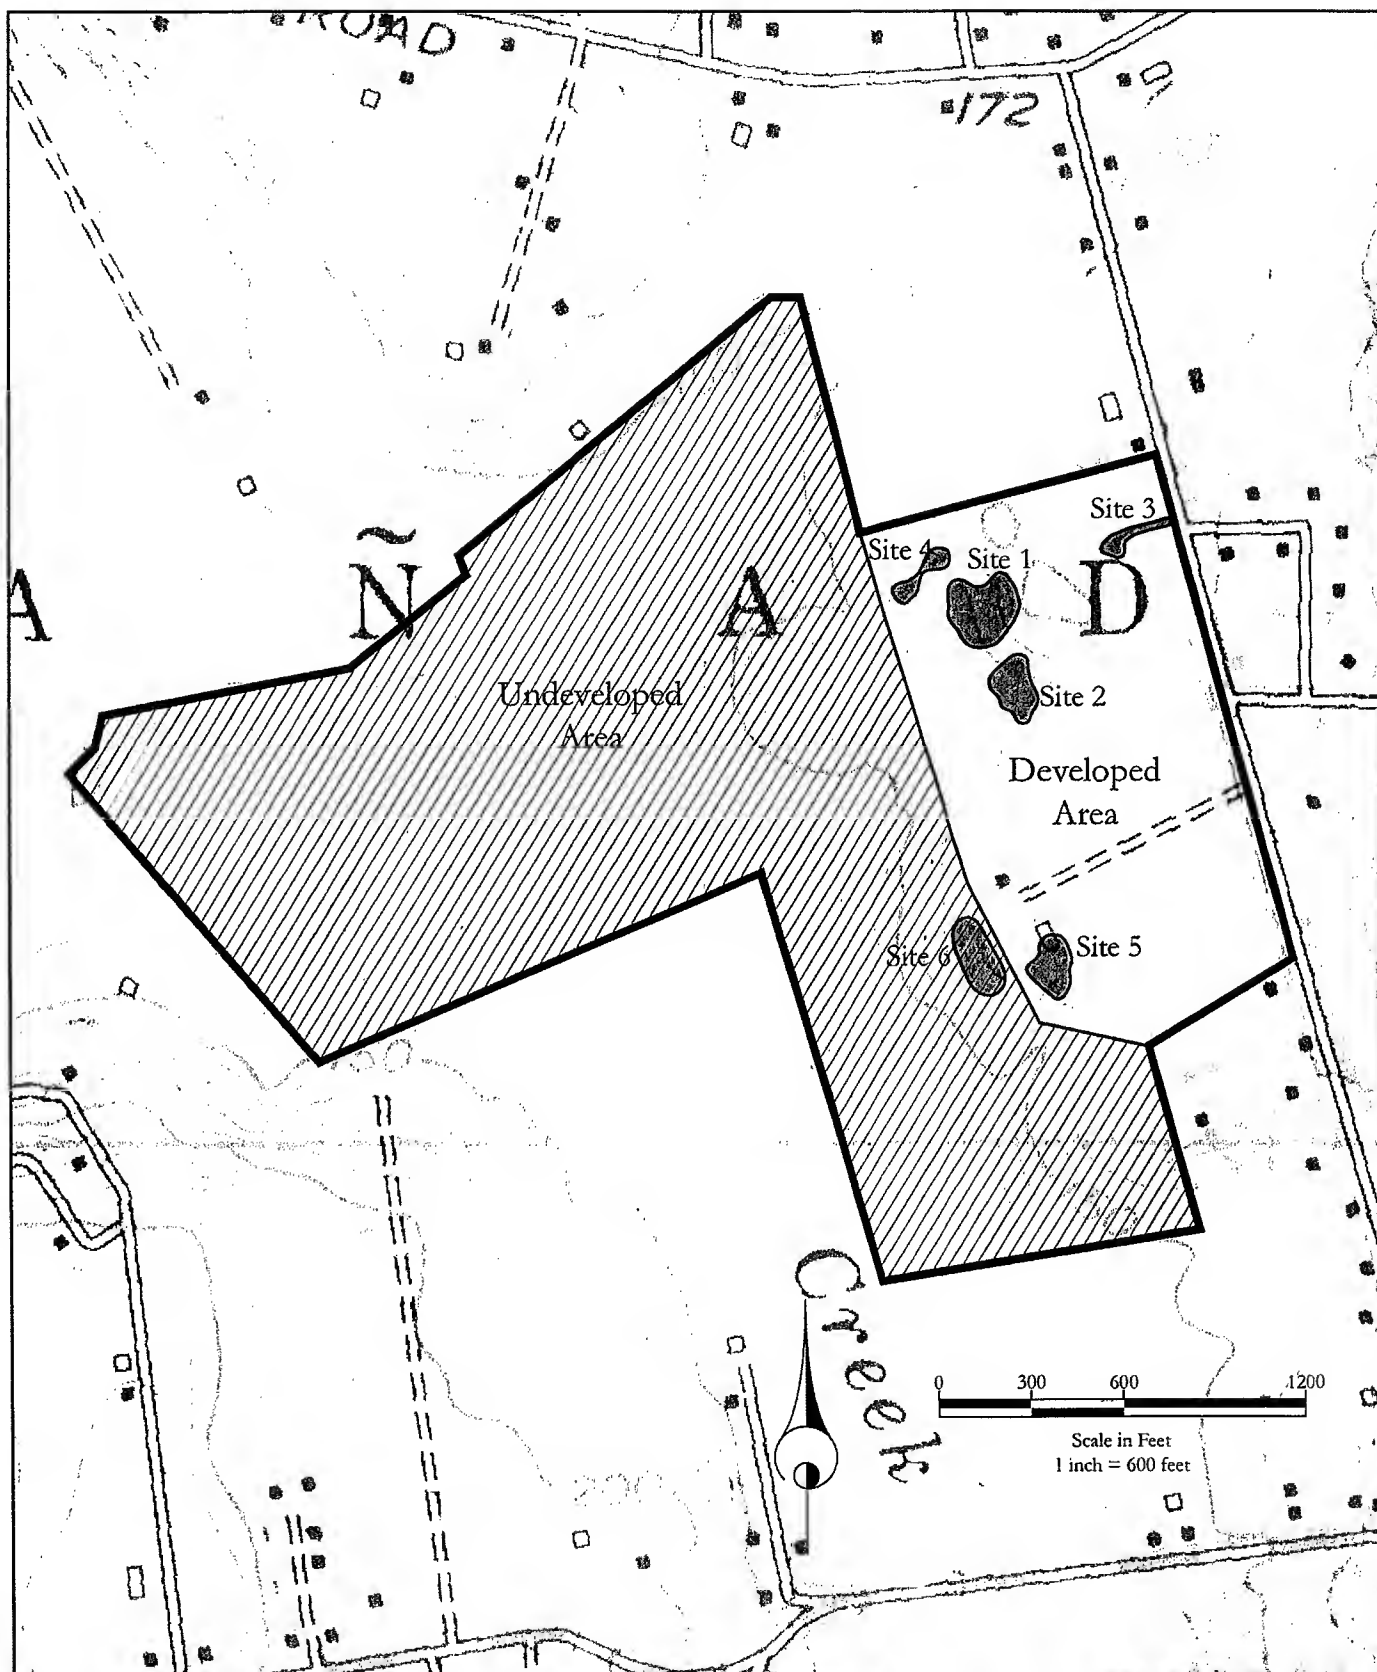 ROAD
172
Site 3
Site 4
Site 1
A
Ñ
A
D
Undeveloped
Area
Site 2
Developed
Area
Site 6
Site 5
Creek
0 300 600 1200
Scale in Feet
1 inch = 600 feet
200